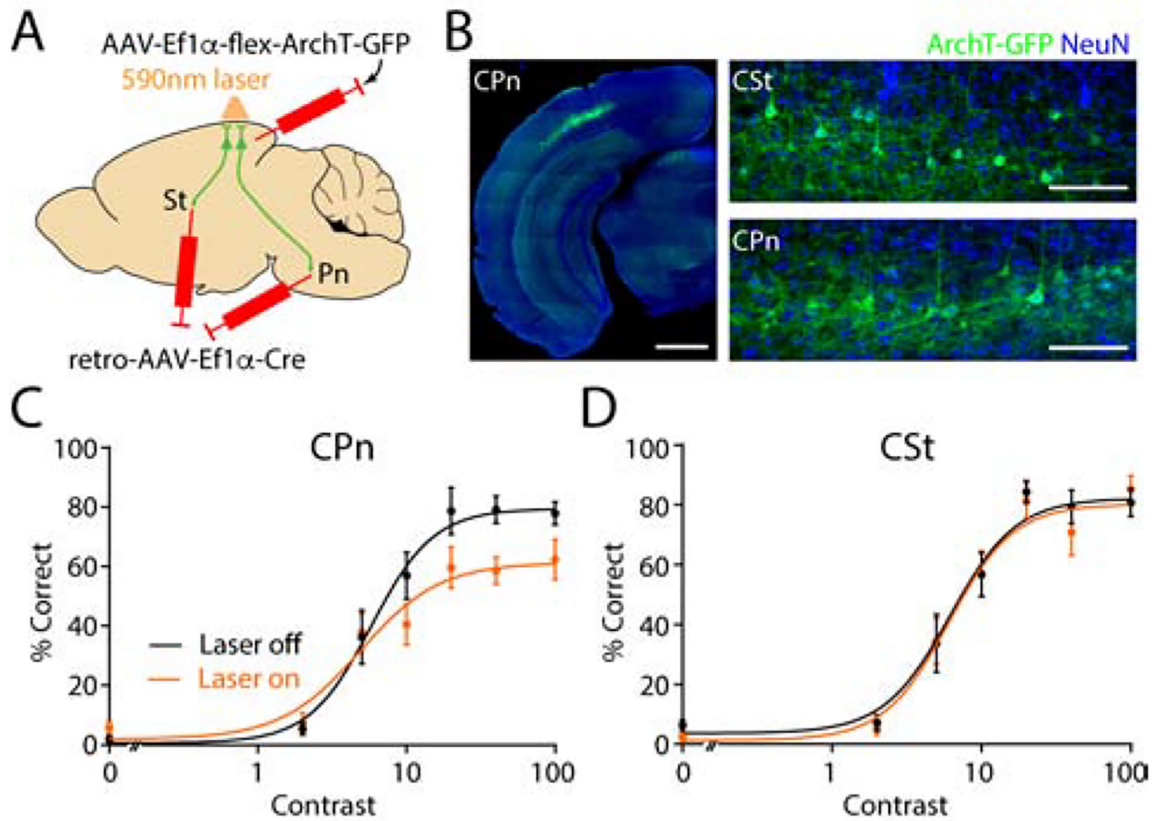 A
AAV-Ef1α-flex-ArchT-GFP
590nm laser
St
Pn
retro-AAV-Ef1α-Cre
B
ArchT-GFP NeuN
CPn
CSt
CPn
C
CPn
100
80
60
40
20
0
% Correct
Laser off
Laser on
0
1
10
100
Contrast
D
CSt
100
80
60
40
20
0
% Correct
0
1
10
100
Contrast